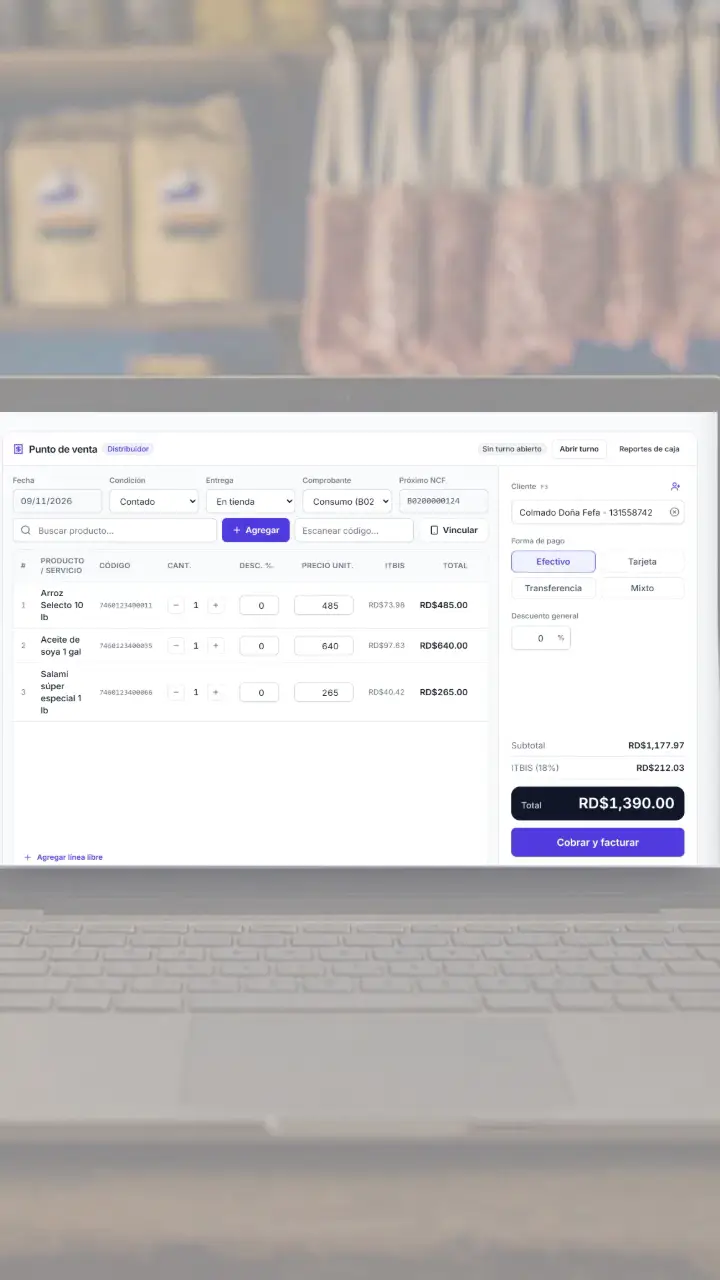 Punto de venta Distribuidor Sin turno abierto Abrir turno Reportes de caja
Fecha Condición Entrega Comprobante Próximo NCF
09/11/2026 Contado En tienda Consumo (B02 B0200000124
Buscar producto... + Agregar Escanear código... Vincular
# PRODUCTO / SERVICIO CÓDIGO CANT. DESC. %. PRECIO UNIT. ITBIS TOTAL
1 Arroz Selecto 10 lb 7460123400011 − 1 + 0 485 RD$73.98 RD$485.00
2 Aceite de soya 1 gal 7460123400035 − 1 + 0 640 RD$97.63 RD$640.00
3 Salami súper especial 1 lb 7460123400066 − 1 + 0 265 RD$40.42 RD$265.00
+ Agregar línea libre
Cliente
Colmado Doña Fefa - 131558742
Forma de pago
Efectivo Tarjeta
Transferencia Mixto
Descuento general
0 %
Subtotal RD$1,177.97
ITBIS (18%) RD$212.03
Total RD$1,390.00
Cobrar y facturar